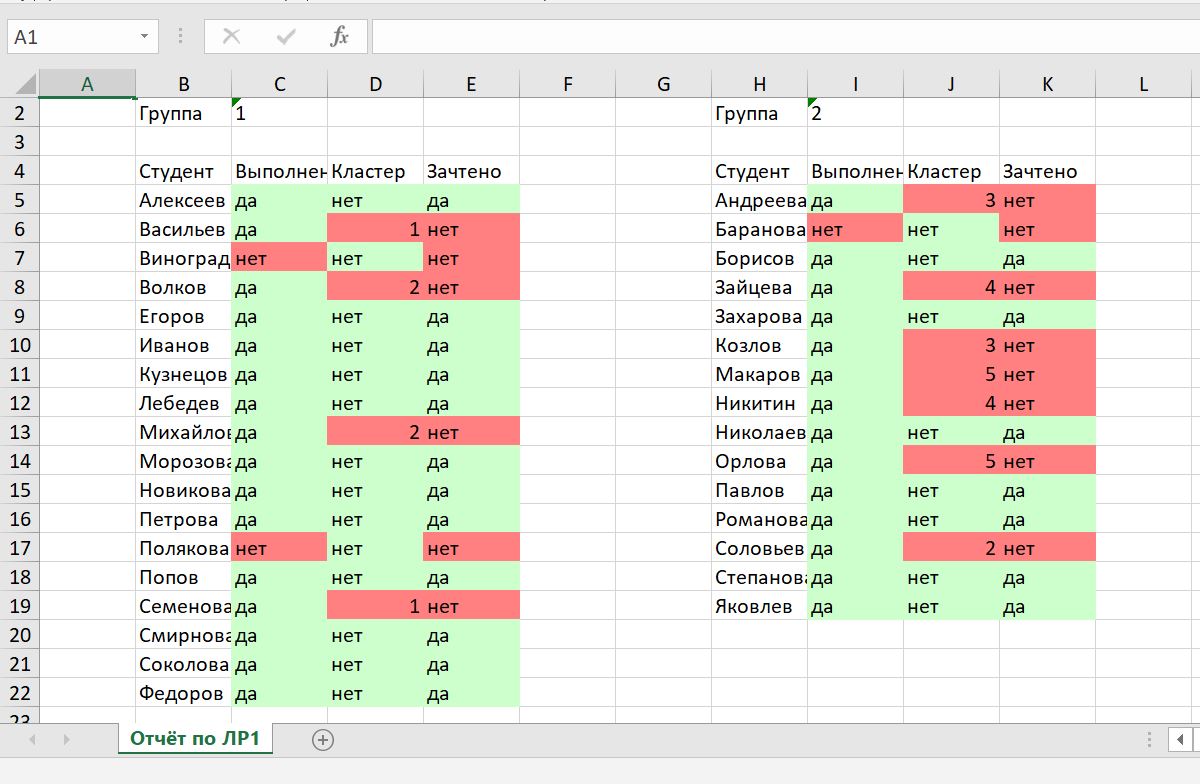 A1 fx
A B C D E F G H I J K L
2 Группа 1 Группа 2
3
4 Студент Выполнен Кластер Зачтено Студент Выполнен Кластер Зачтено
5 Алексеев да нет да Андреева да 3 нет
6 Васильев да 1 нет Баранова нет нет нет
7 Виноград нет нет нет Борисов да нет да
8 Волков да 2 нет Зайцева да 4 нет
9 Егоров да нет да Захарова да нет да
10 Иванов да нет да Козлов да 3 нет
11 Кузнецов да нет да Макаров да 5 нет
12 Лебедев да нет да Никитин да 4 нет
13 Михайлов да 2 нет Николаев да нет да
14 Морозова да нет да Орлова да 5 нет
15 Новикова да нет да Павлов да нет да
16 Петрова да нет да Романова да нет да
17 Полякова нет нет нет Соловьев да 2 нет
18 Попов да нет да Степанова да нет да
19 Семенова да 1 нет Яковлев да нет да
20 Смирнова да нет да
21 Соколова да нет да
22 Федоров да нет да
23
Отчёт по ЛР1